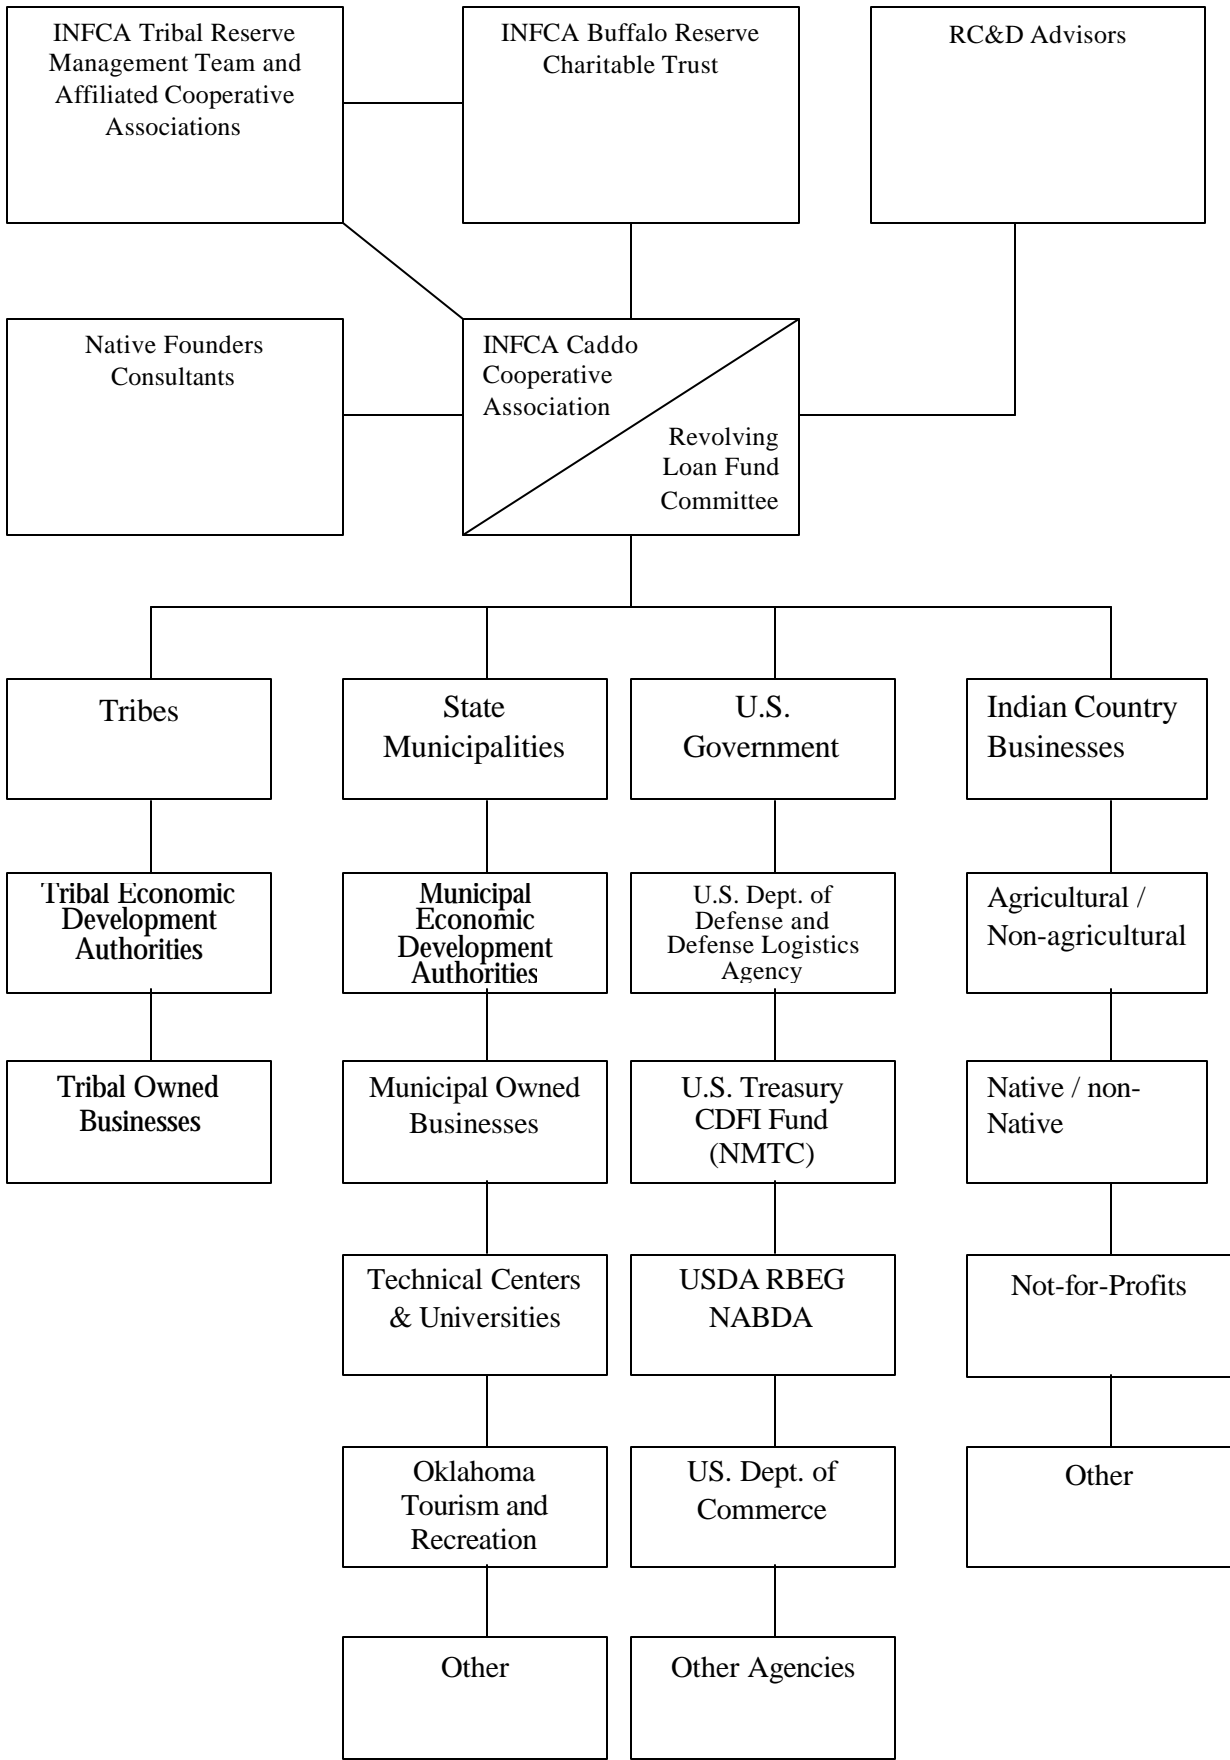 INFCA Tribal Reserve
Management Team and
Affiliated Cooperative
Associations
INFCA Buffalo Reserve
Charitable Trust
RC&D Advisors
Native Founders
Consultants
INFCA Caddo
Cooperative
Association
Revolving
Loan Fund
Committee
Tribes
State
Municipalities
U.S.
Government
Indian Country
Businesses
Tribal Economic
Development
Authorities
Municipal
Economic
Development
Authorities
U.S. Dept. of
Defense and
Defense Logistics
Agency
Agricultural /
Non-agricultural
Tribal Owned
Businesses
Municipal Owned
Businesses
U.S. Treasury
CDFI Fund
(NMTC)
Native / non-
Native
Technical Centers
& Universities
USDA RBEG
NABDA
Not-for-Profits
Oklahoma
Tourism and
Recreation
US. Dept. of
Commerce
Other
Other
Other Agencies